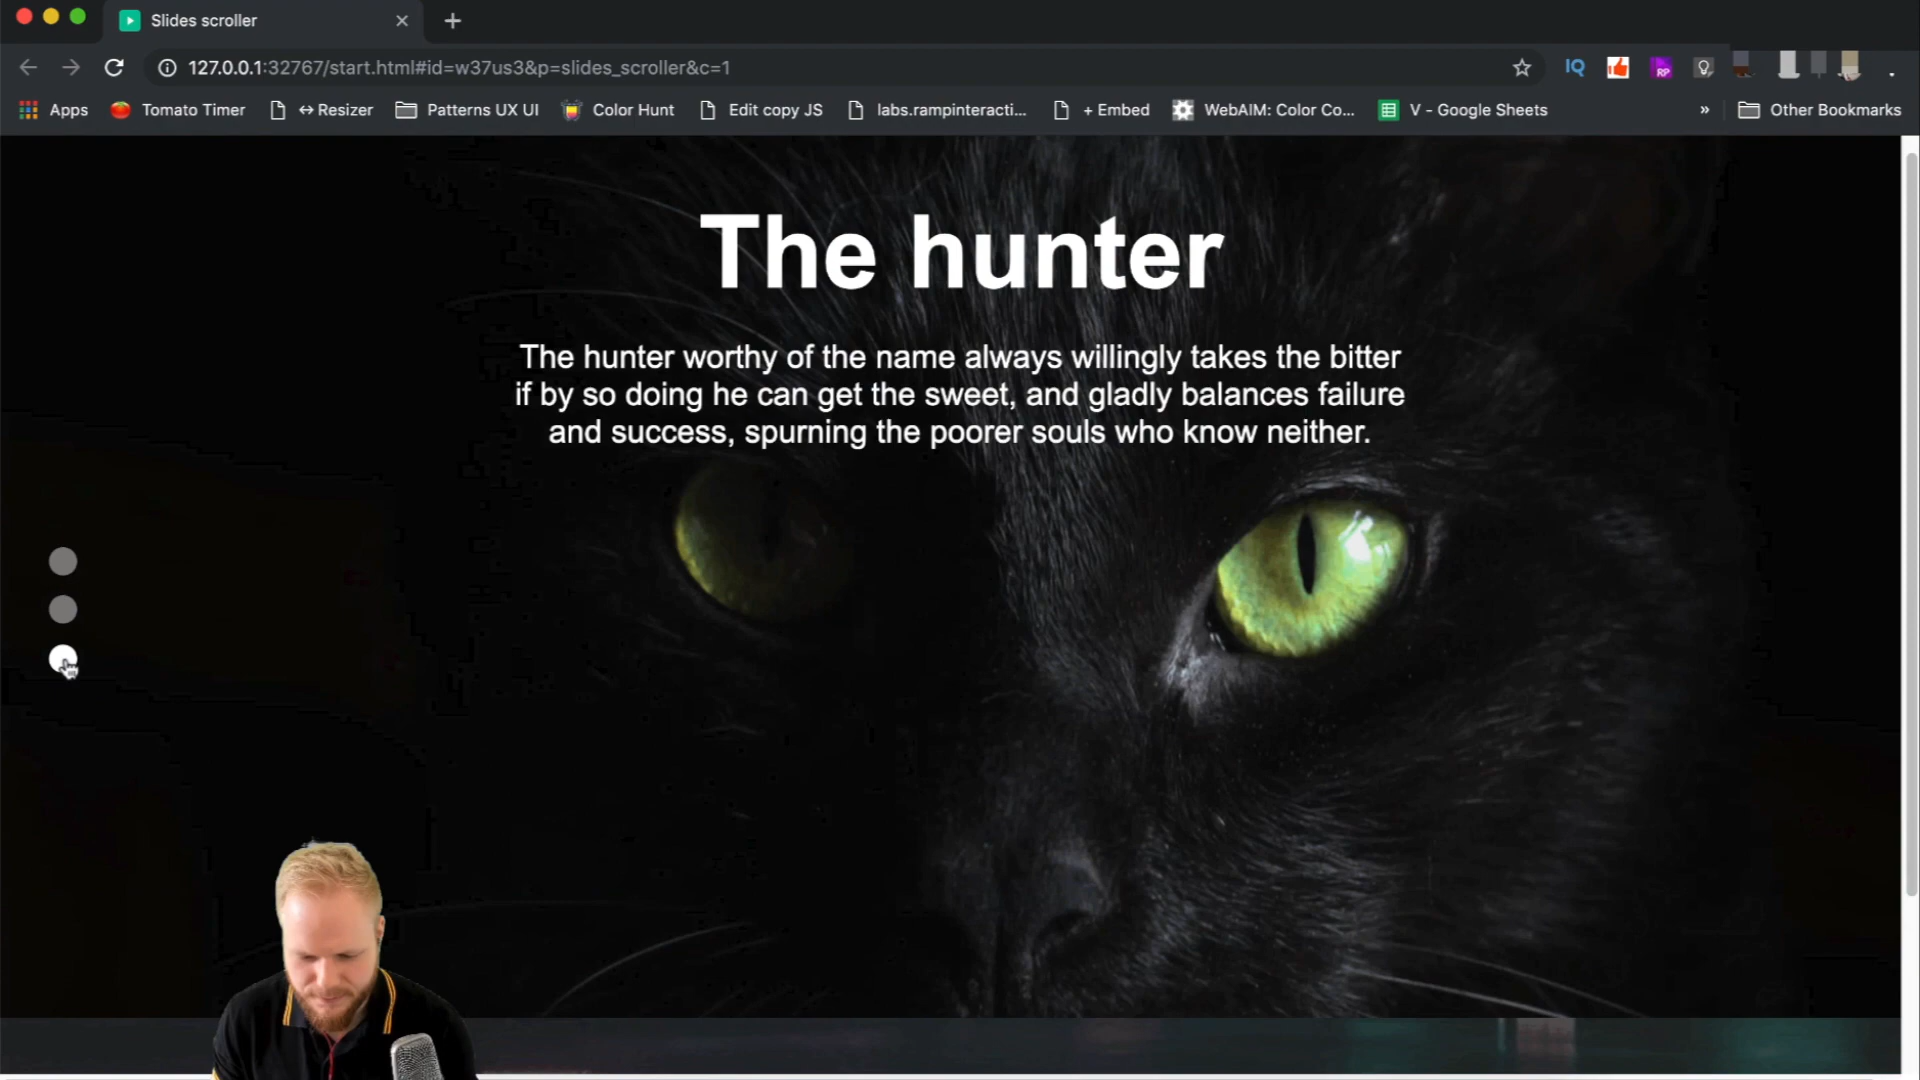 Slides scroller
127.0.0.1:32767/start.html#id=w37us3&p=slides_scroller&c=1
IQ
RP
Apps
Tomato Timer
↔ Resizer
Patterns UX UI
Color Hunt
Edit copy JS
labs.rampinteracti...
+ Embed
WebAIM: Color Co...
V - Google Sheets
»
Other Bookmarks
The hunter
The hunter worthy of the name always willingly takes the bitter
if by so doing he can get the sweet, and gladly balances failure
and success, spurning the poorer souls who know neither.